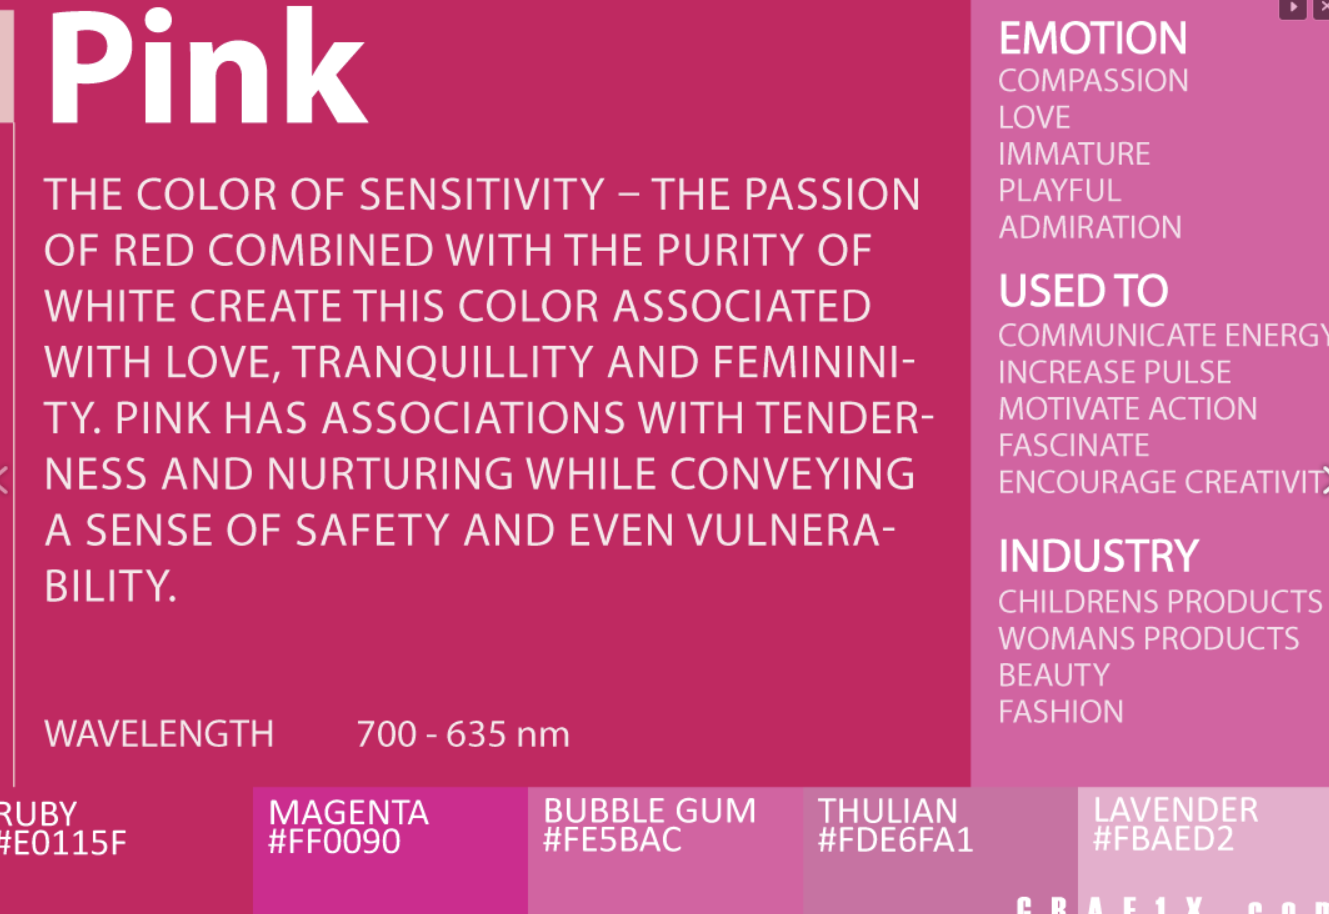 Pink
THE COLOR OF SENSITIVITY – THE PASSION
OF RED COMBINED WITH THE PURITY OF
WHITE CREATE THIS COLOR ASSOCIATED
WITH LOVE, TRANQUILLITY AND FEMININI-
TY. PINK HAS ASSOCIATIONS WITH TENDER-
NESS AND NURTURING WHILE CONVEYING
A SENSE OF SAFETY AND EVEN VULNERA-
BILITY.
WAVELENGTH 700 - 635 nm
EMOTION
COMPASSION
LOVE
IMMATURE
PLAYFUL
ADMIRATION
USED TO
COMMUNICATE ENERGY
INCREASE PULSE
MOTIVATE ACTION
FASCINATE
ENCOURAGE CREATIVIT
INDUSTRY
CHILDRENS PRODUCTS
WOMANS PRODUCTS
BEAUTY
FASHION
RUBY
#E0115F
MAGENTA
#FF0090
BUBBLE GUM
#FE5BAC
THULIAN
#FDE6FA1
LAVENDER
#FBAED2